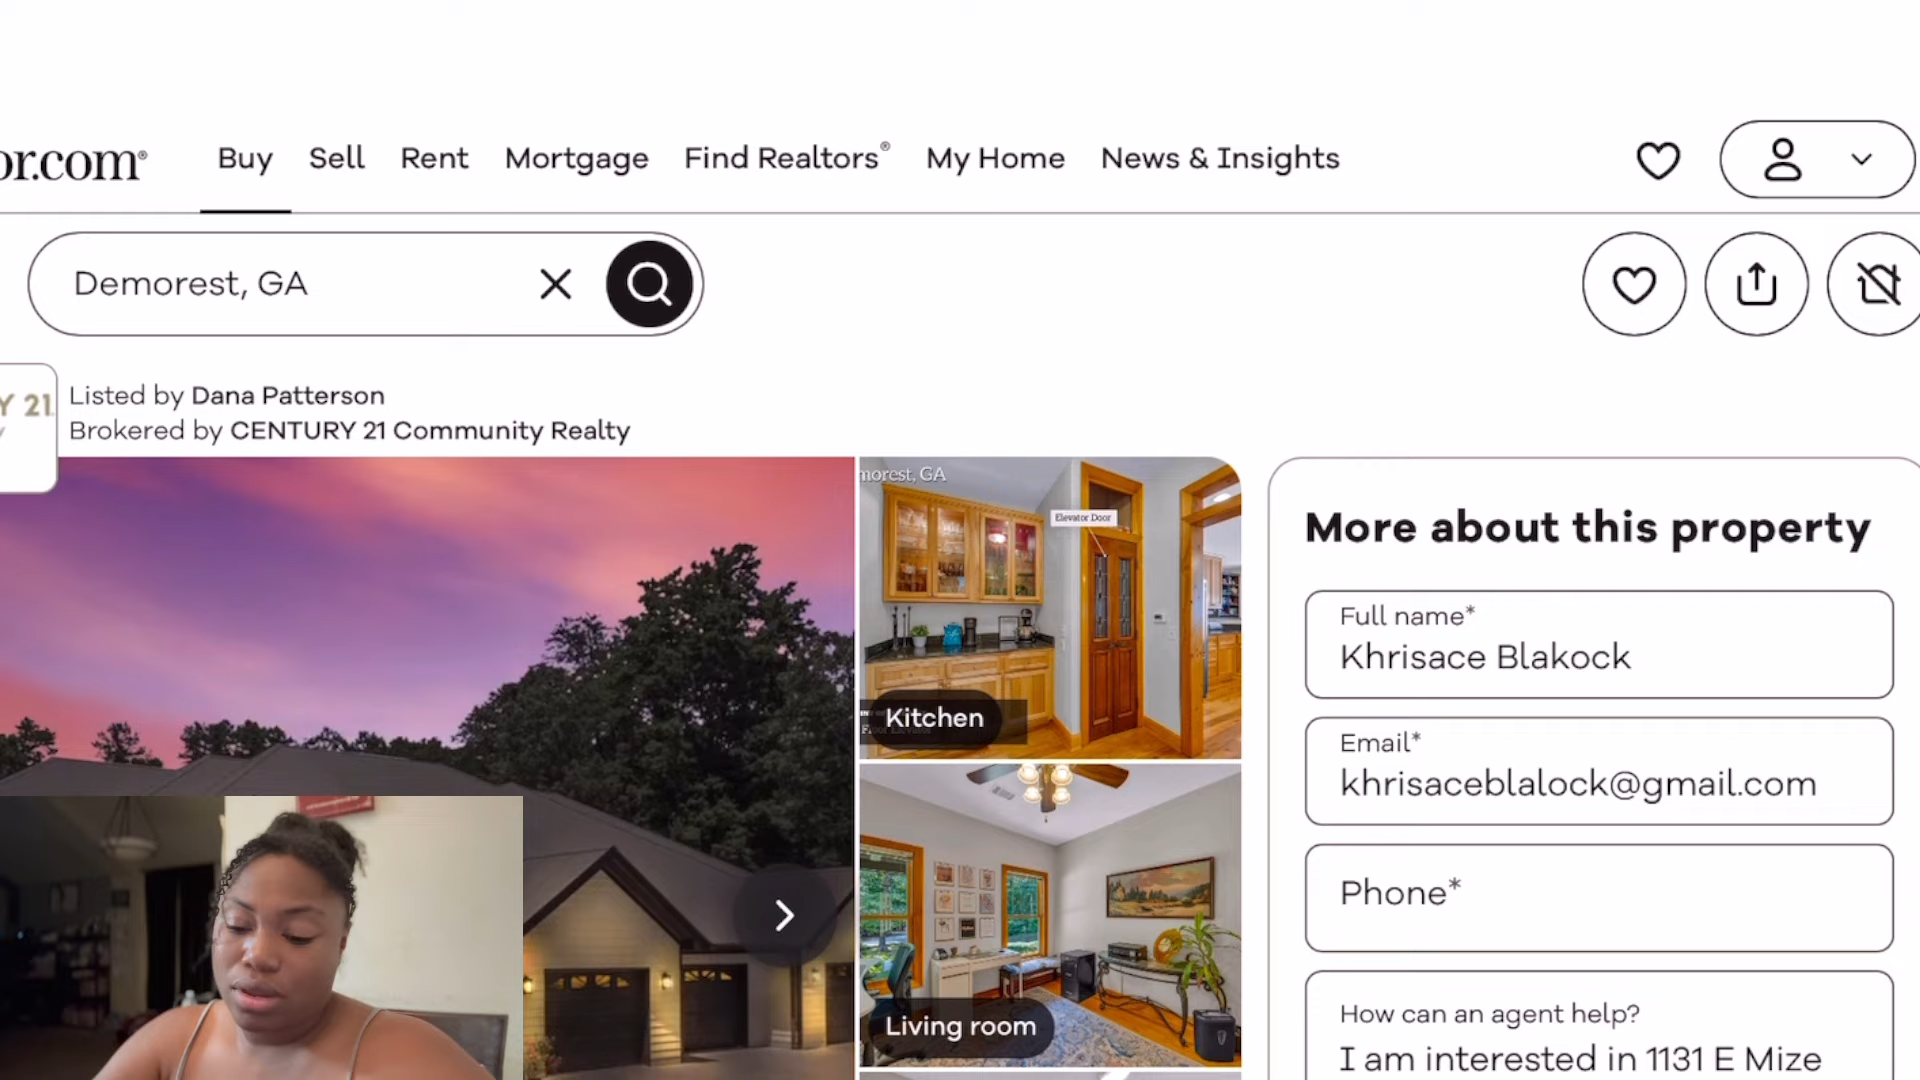 or.com®
Buy
Sell
Rent
Mortgage
Find Realtors®
My Home
News & Insights
Demorest, GA
Y 21
Listed by Dana Patterson
Brokered by CENTURY 21 Community Realty
morest, GA
Elevator Door
Kitchen
Living room
More about this property
Full name*
Khrisace Blakock
Email*
khrisaceblalock@gmail.com
Phone*
How can an agent help?
I am interested in 1131 E Mize